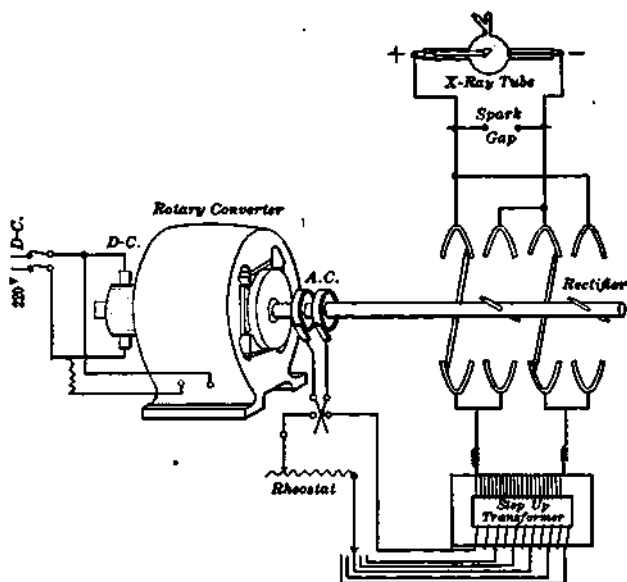 + −
X-Ray Tube
Spark
Gap
Rotary Converter
D-C.
D-C.
220 V
A.C.
Rectifier
Rheostat
Step Up
Transformer